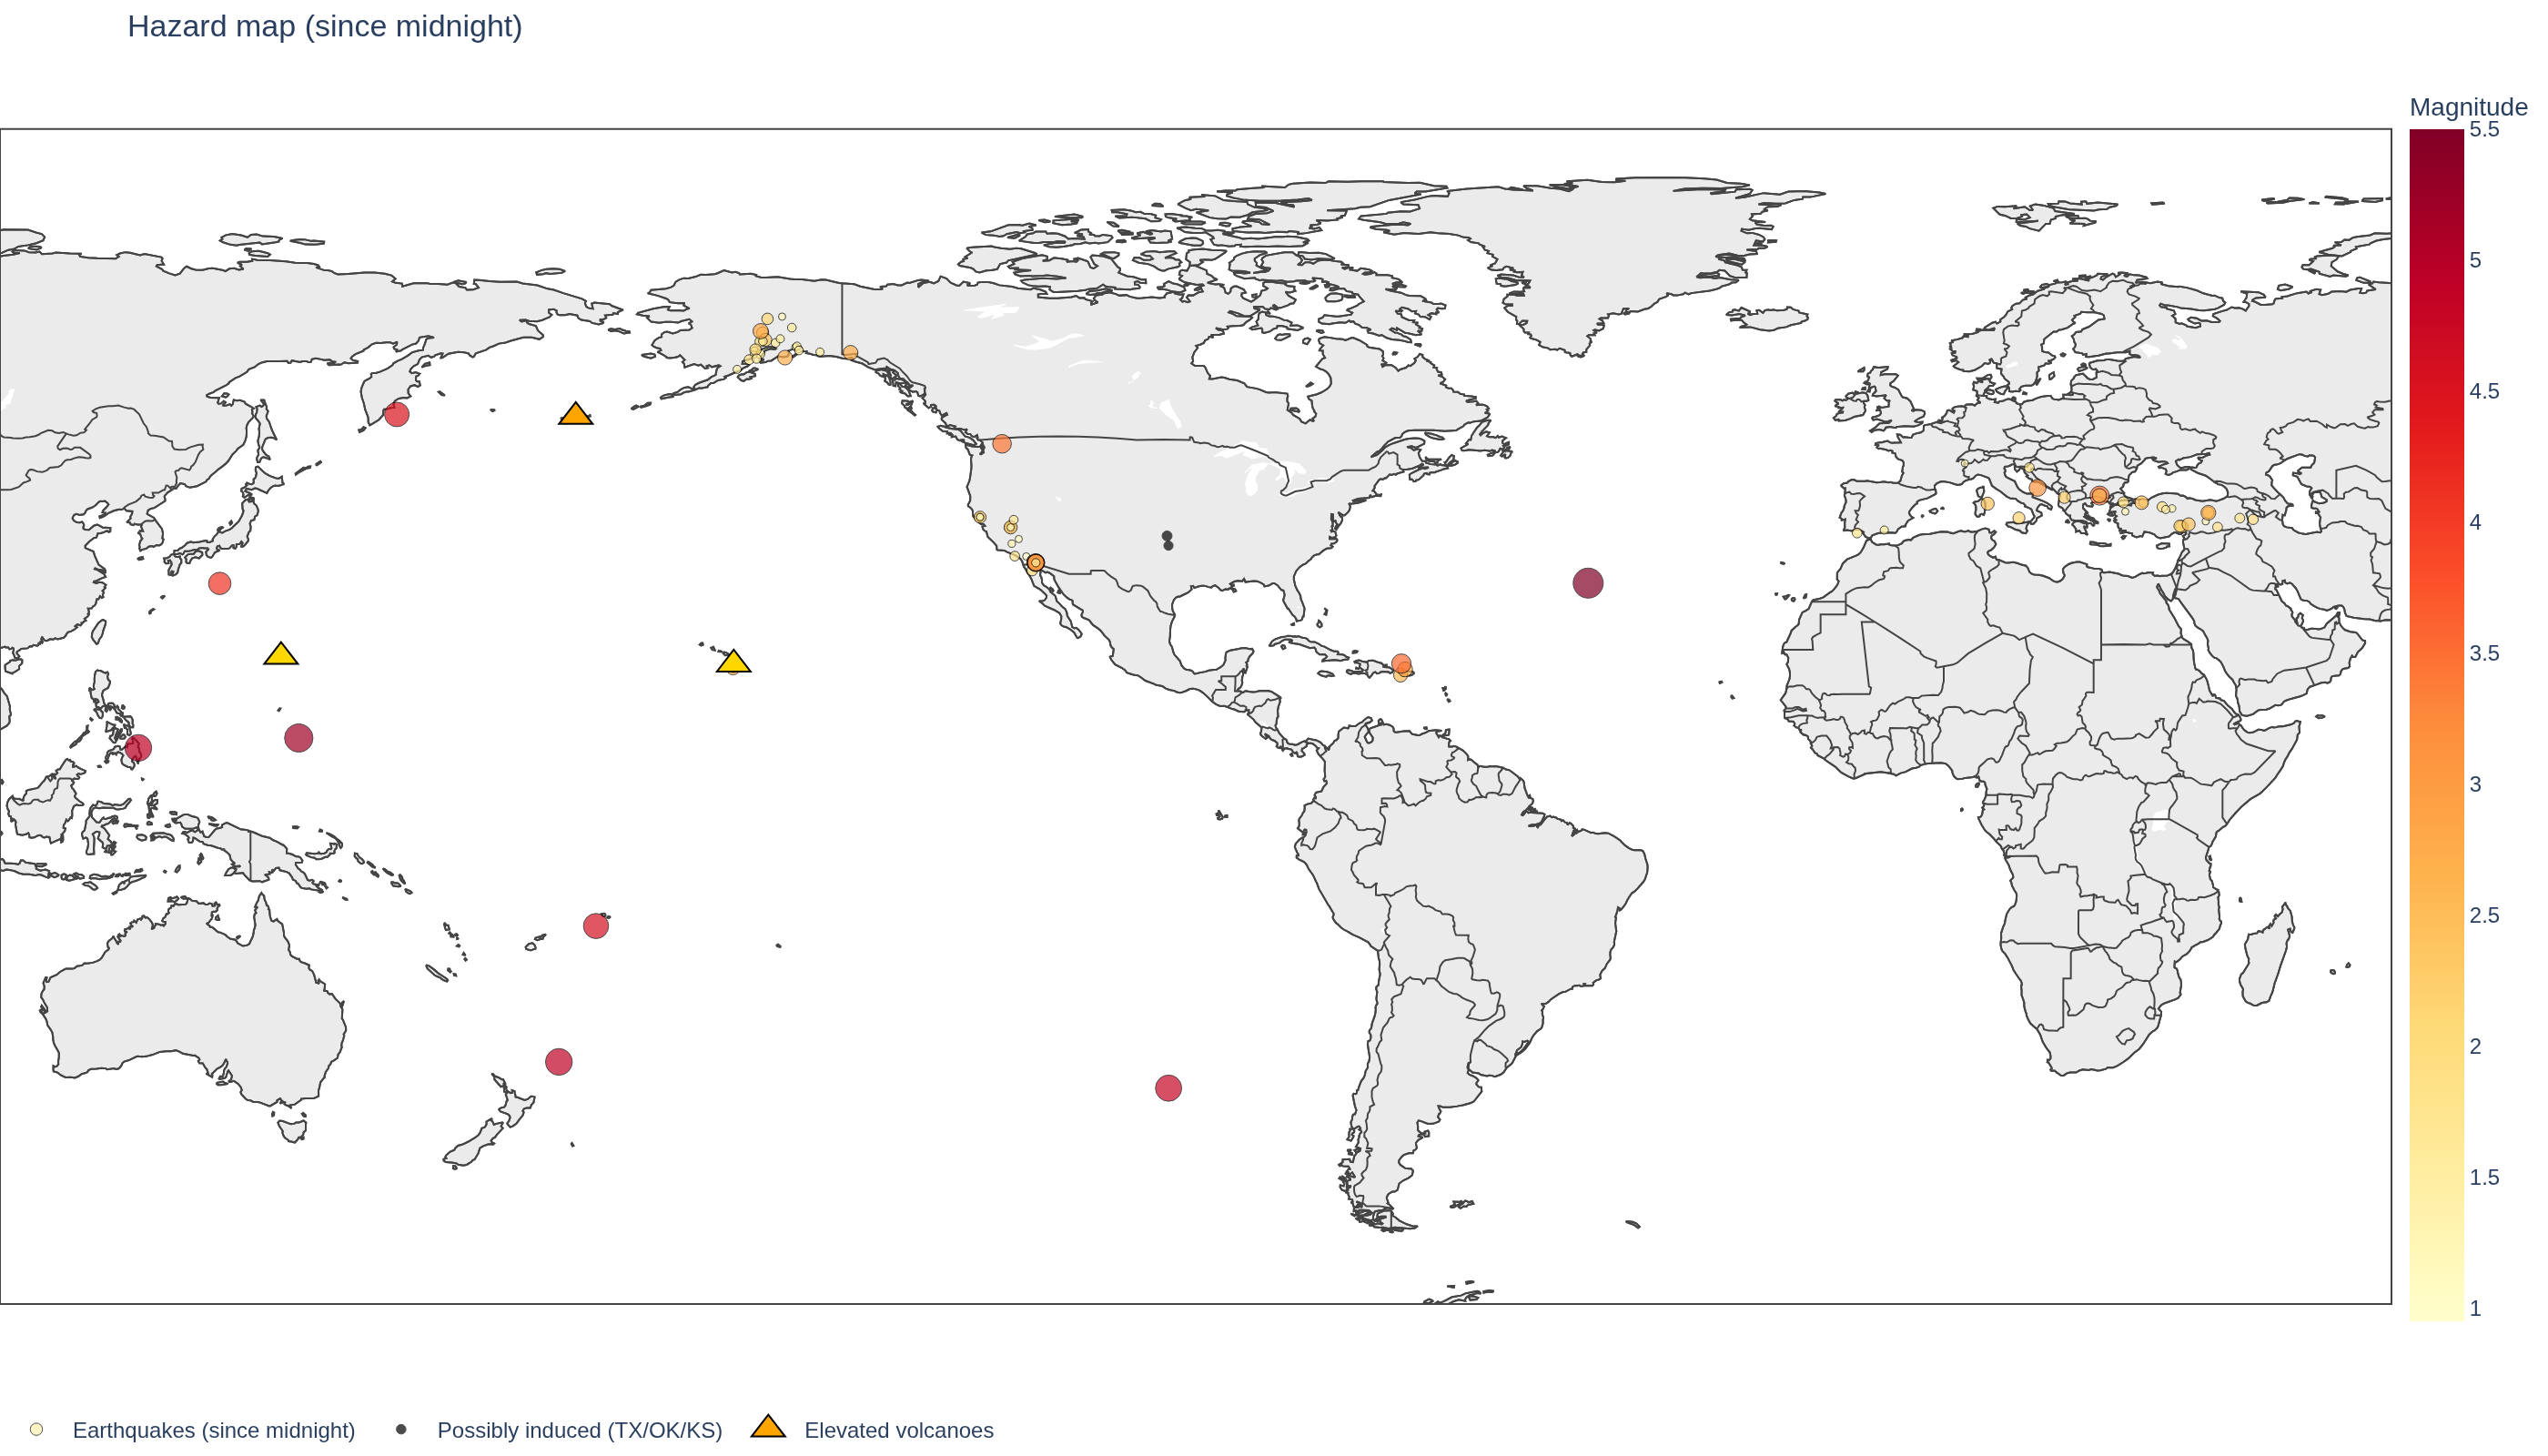 Hazard map (since midnight)
Magnitude
5.5
5
4.5
4
3.5
3
2.5
2
1.5
1
Earthquakes (since midnight)
Possibly induced (TX/OK/KS)
Elevated volcanoes